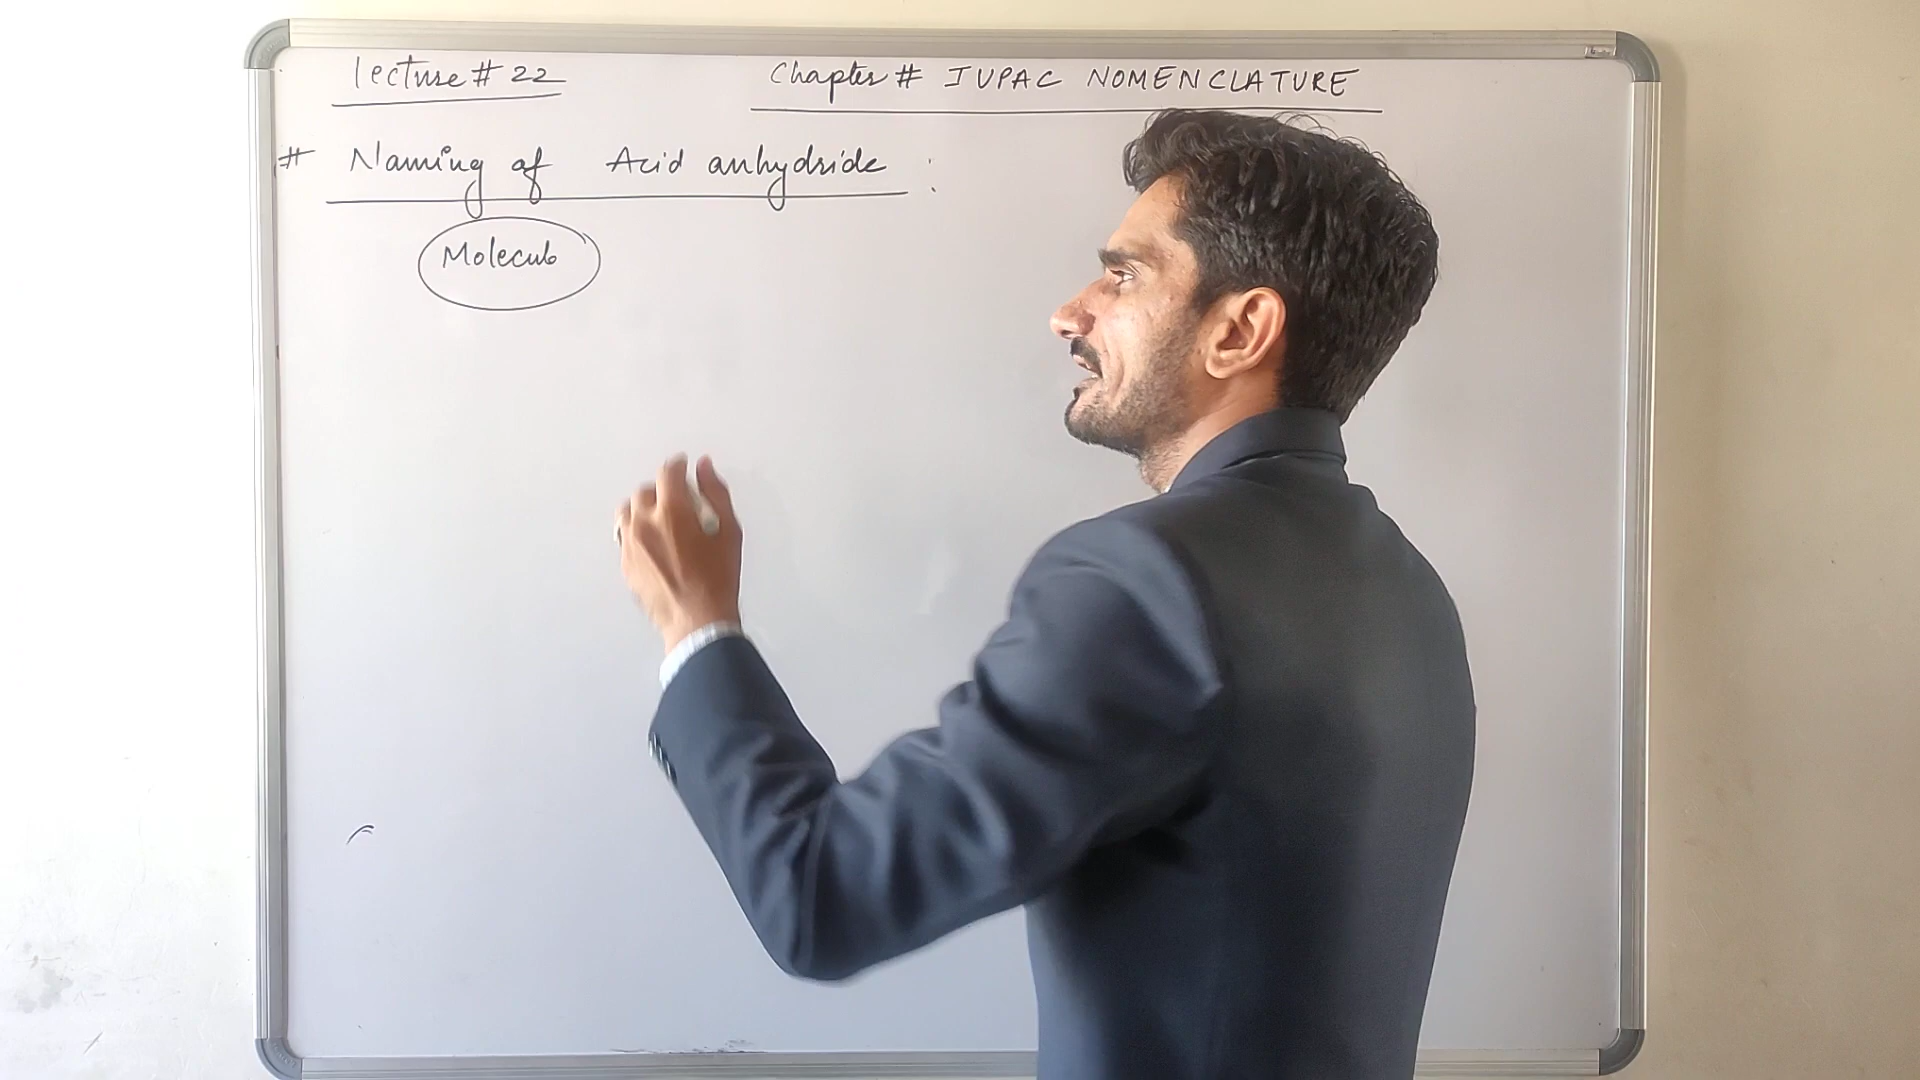 Lecture # 22
Chapter # IUPAC NOMENCLATURE
# Naming of Acid anhydride :
Molecule